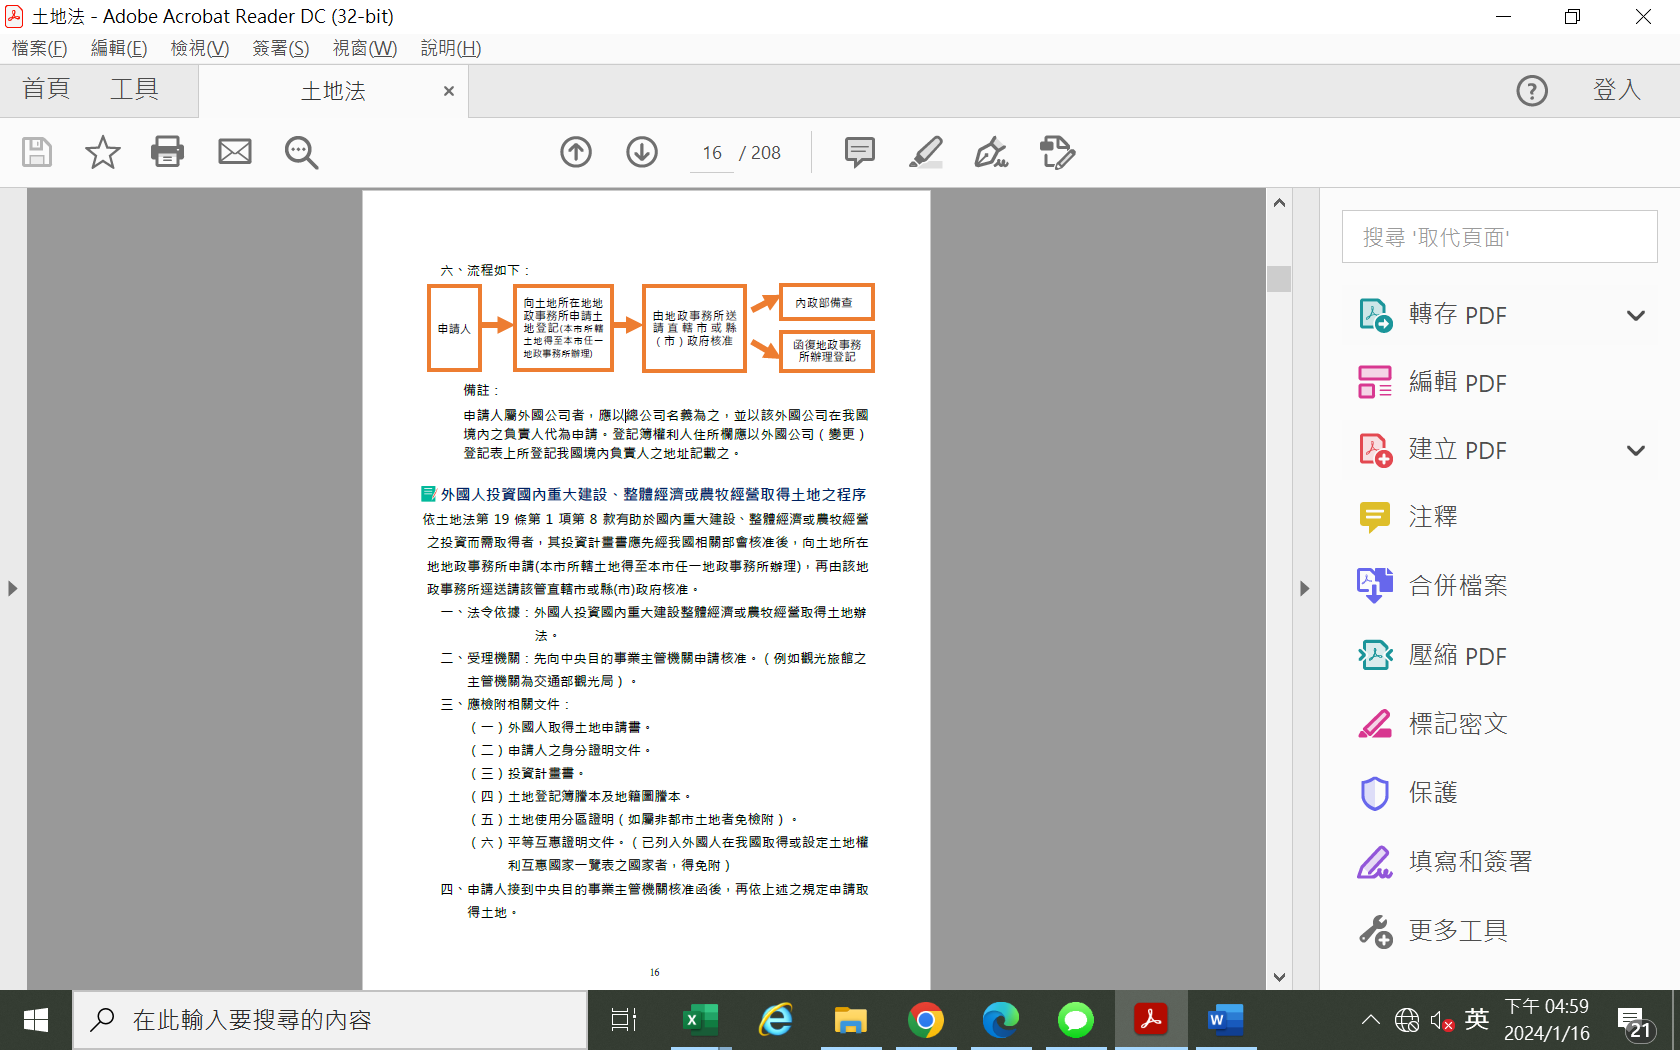 土地法 - Adobe Acrobat Reader DC (32-bit)
檔案(F) 編輯(E) 檢視(V) 簽署(S) 視窗(W) 說明(H)
首頁 工具 土地法 × ? 登入
16 / 208
搜尋 '取代頁面'
轉存 PDF
編輯 PDF
建立 PDF
注釋
合併檔案
壓縮 PDF
標記密文
保護
填寫和簽署
更多工具
六、流程如下：
申請人
向土地所在地地
政事務所申請土
地登記(本市所轄
土地得至本市任一
地政事務所辦理)
由地政事務所送
請直轄市或縣
（市）政府核准
內政部備查
函復地政事務
所辦理登記
備註：
申請人屬外國公司者，應以總公司名義為之，並以該外國公司在我國
境內之負責人代為申請。登記簿權利人住所欄應以外國公司（變更）
登記表上所登記我國境內負責人之地址記載之。
外國人投資國內重大建設、整體經濟或農牧經營取得土地之程序
依土地法第 19 條第 1 項第 8 款有助於國內重大建設、整體經濟或農牧經營
之投資而需取得者，其投資計畫書應先經我國相關部會核准後，向土地所在
地地政事務所申請(本市所轄土地得至本市任一地政事務所辦理)，再由該地
政事務所逕送請該管直轄市或縣(市)政府核准。
一、法令依據：外國人投資國內重大建設整體經濟或農牧經營取得土地辦
法。
二、受理機關：先向中央目的事業主管機關申請核准。（例如觀光旅館之
主管機關為交通部觀光局）。
三、應檢附相關文件：
（一）外國人取得土地申請書。
（二）申請人之身分證明文件。
（三）投資計畫書。
（四）土地登記簿謄本及地籍圖謄本。
（五）土地使用分區證明（如屬非都市土地者免檢附）。
（六）平等互惠證明文件。（已列入外國人在我國取得或設定土地權
利互惠國家一覽表之國家者，得免附）
四、申請人接到中央目的事業主管機關核准函後，再依上述之規定申請取
得土地。
16
在此輸入要搜尋的內容
英
下午 04:59
2024/1/16
21